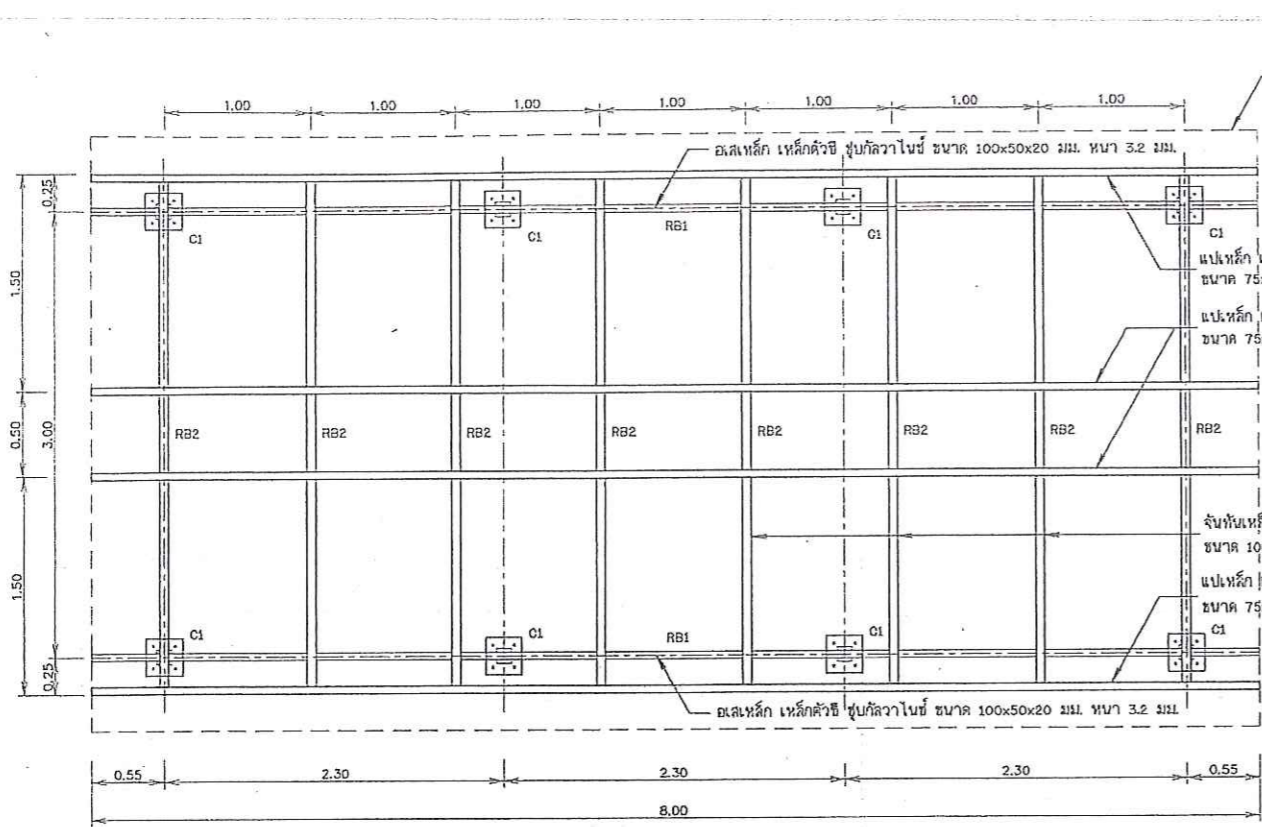 1.00 1.00 1.00 1.00 1.00 1.00 1.00
อเสเหล็ก เหล็กตัวซี ชุบกัลวาไนซ์ ขนาด 100x50x20 มม. หนา 3.2 มม.
0.25
C1 C1 RB1 C1 C1
แปเหล็ก
ขนาด 75
1.50
แปเหล็ก
ขนาด 75
0.50 3.00 RB2 RB2 RB2 RB2 RB2 RB2 RB2 RB2
จันทันเหล็
ขนาด 10
1.50
แปเหล็ก
ขนาด 75
C1 C1 RB1 C1 C1
0.25
อเสเหล็ก เหล็กตัวซี ชุบกัลวาไนซ์ ขนาด 100x50x20 มม. หนา 3.2 มม.
0.55 2.30 2.30 2.30 0.55
8.00